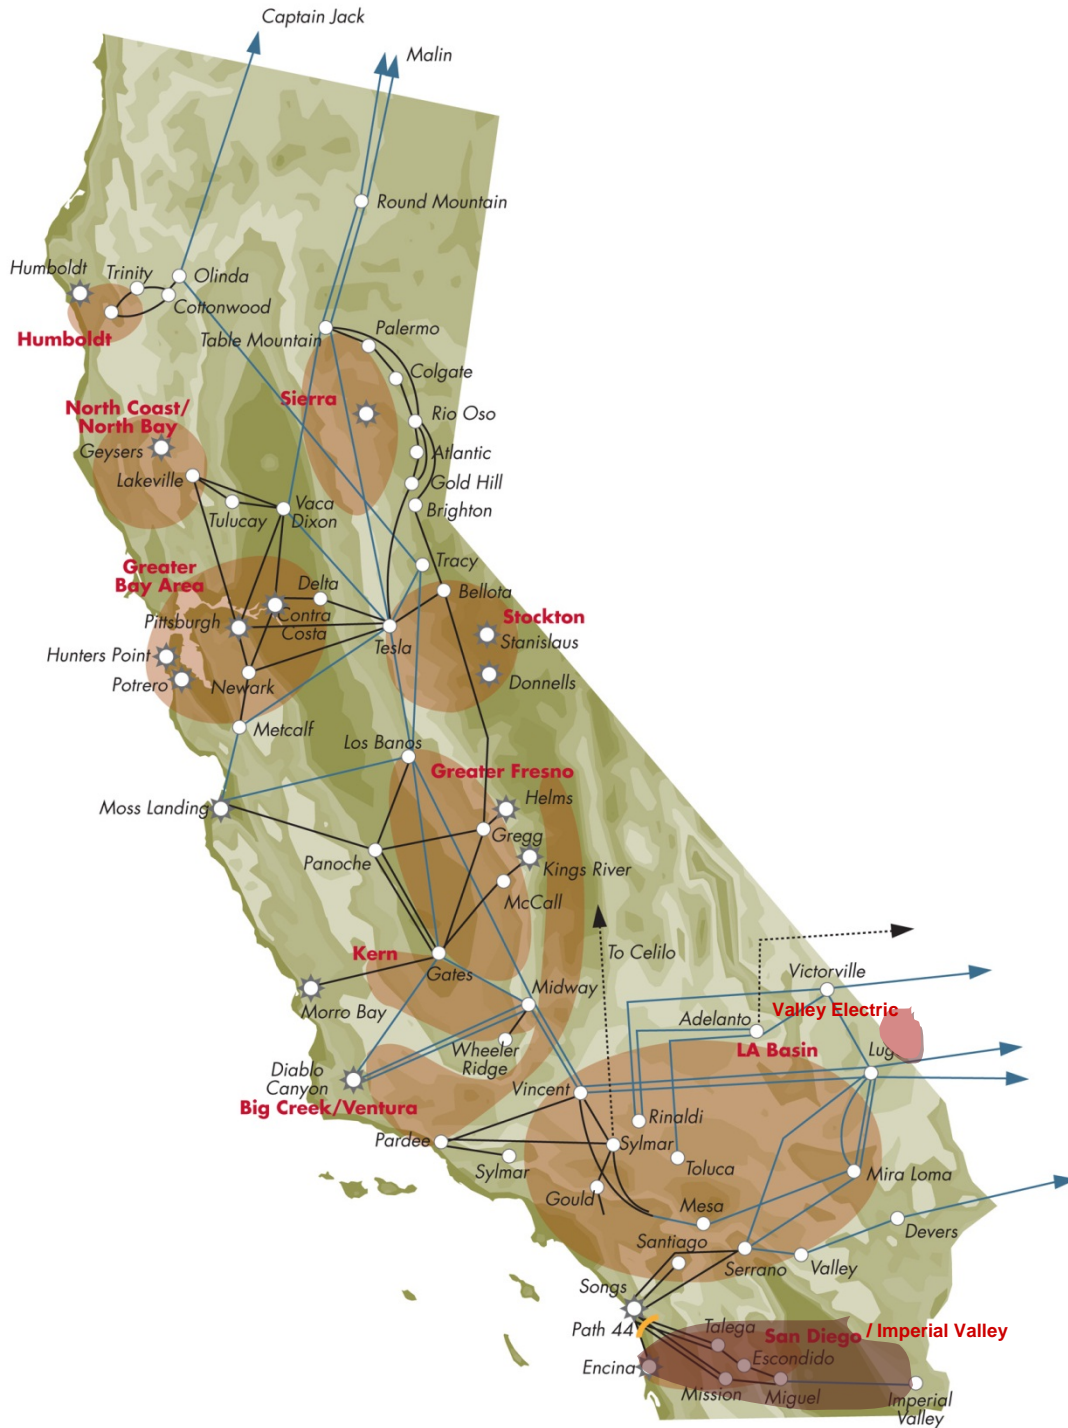 Captain Jack
Malin
Round Mountain
Humboldt
Trinity
Olinda
Cottonwood
Humboldt
Table Mountain
Palermo
Colgate
Sierra
Rio Oso
North Coast/
North Bay
Geysers
Atlantic
Lakeville
Gold Hill
Tulucay
Vaca
Dixon
Brighton
Greater
Bay Area
Delta
Tracy
Bellota
Pittsburgh
Contra
Costa
Stockton
Tesla
Stanislaus
Hunters Point
Potrero
Newark
Donnells
Metcalf
Los Banos
Greater Fresno
Moss Landing
Helms
Gregg
Panoche
Kings River
McCall
Kern
Gates
To Celilo
Victorville
Morro Bay
Midway
Adelanto
Valley Electric
LA Basin
Wheeler
Ridge
Lug
Diablo
Canyon
Vincent
Big Creek/Ventura
Rinaldi
Pardee
Sylmar
Sylmar
Toluca
Mira Loma
Gould
Mesa
Devers
Santiago
Serrano
Valley
Songs
Path 44
Talega
San Diego / Imperial Valley
Encina
Escondido
Mission
Miguel
Imperial
Valley